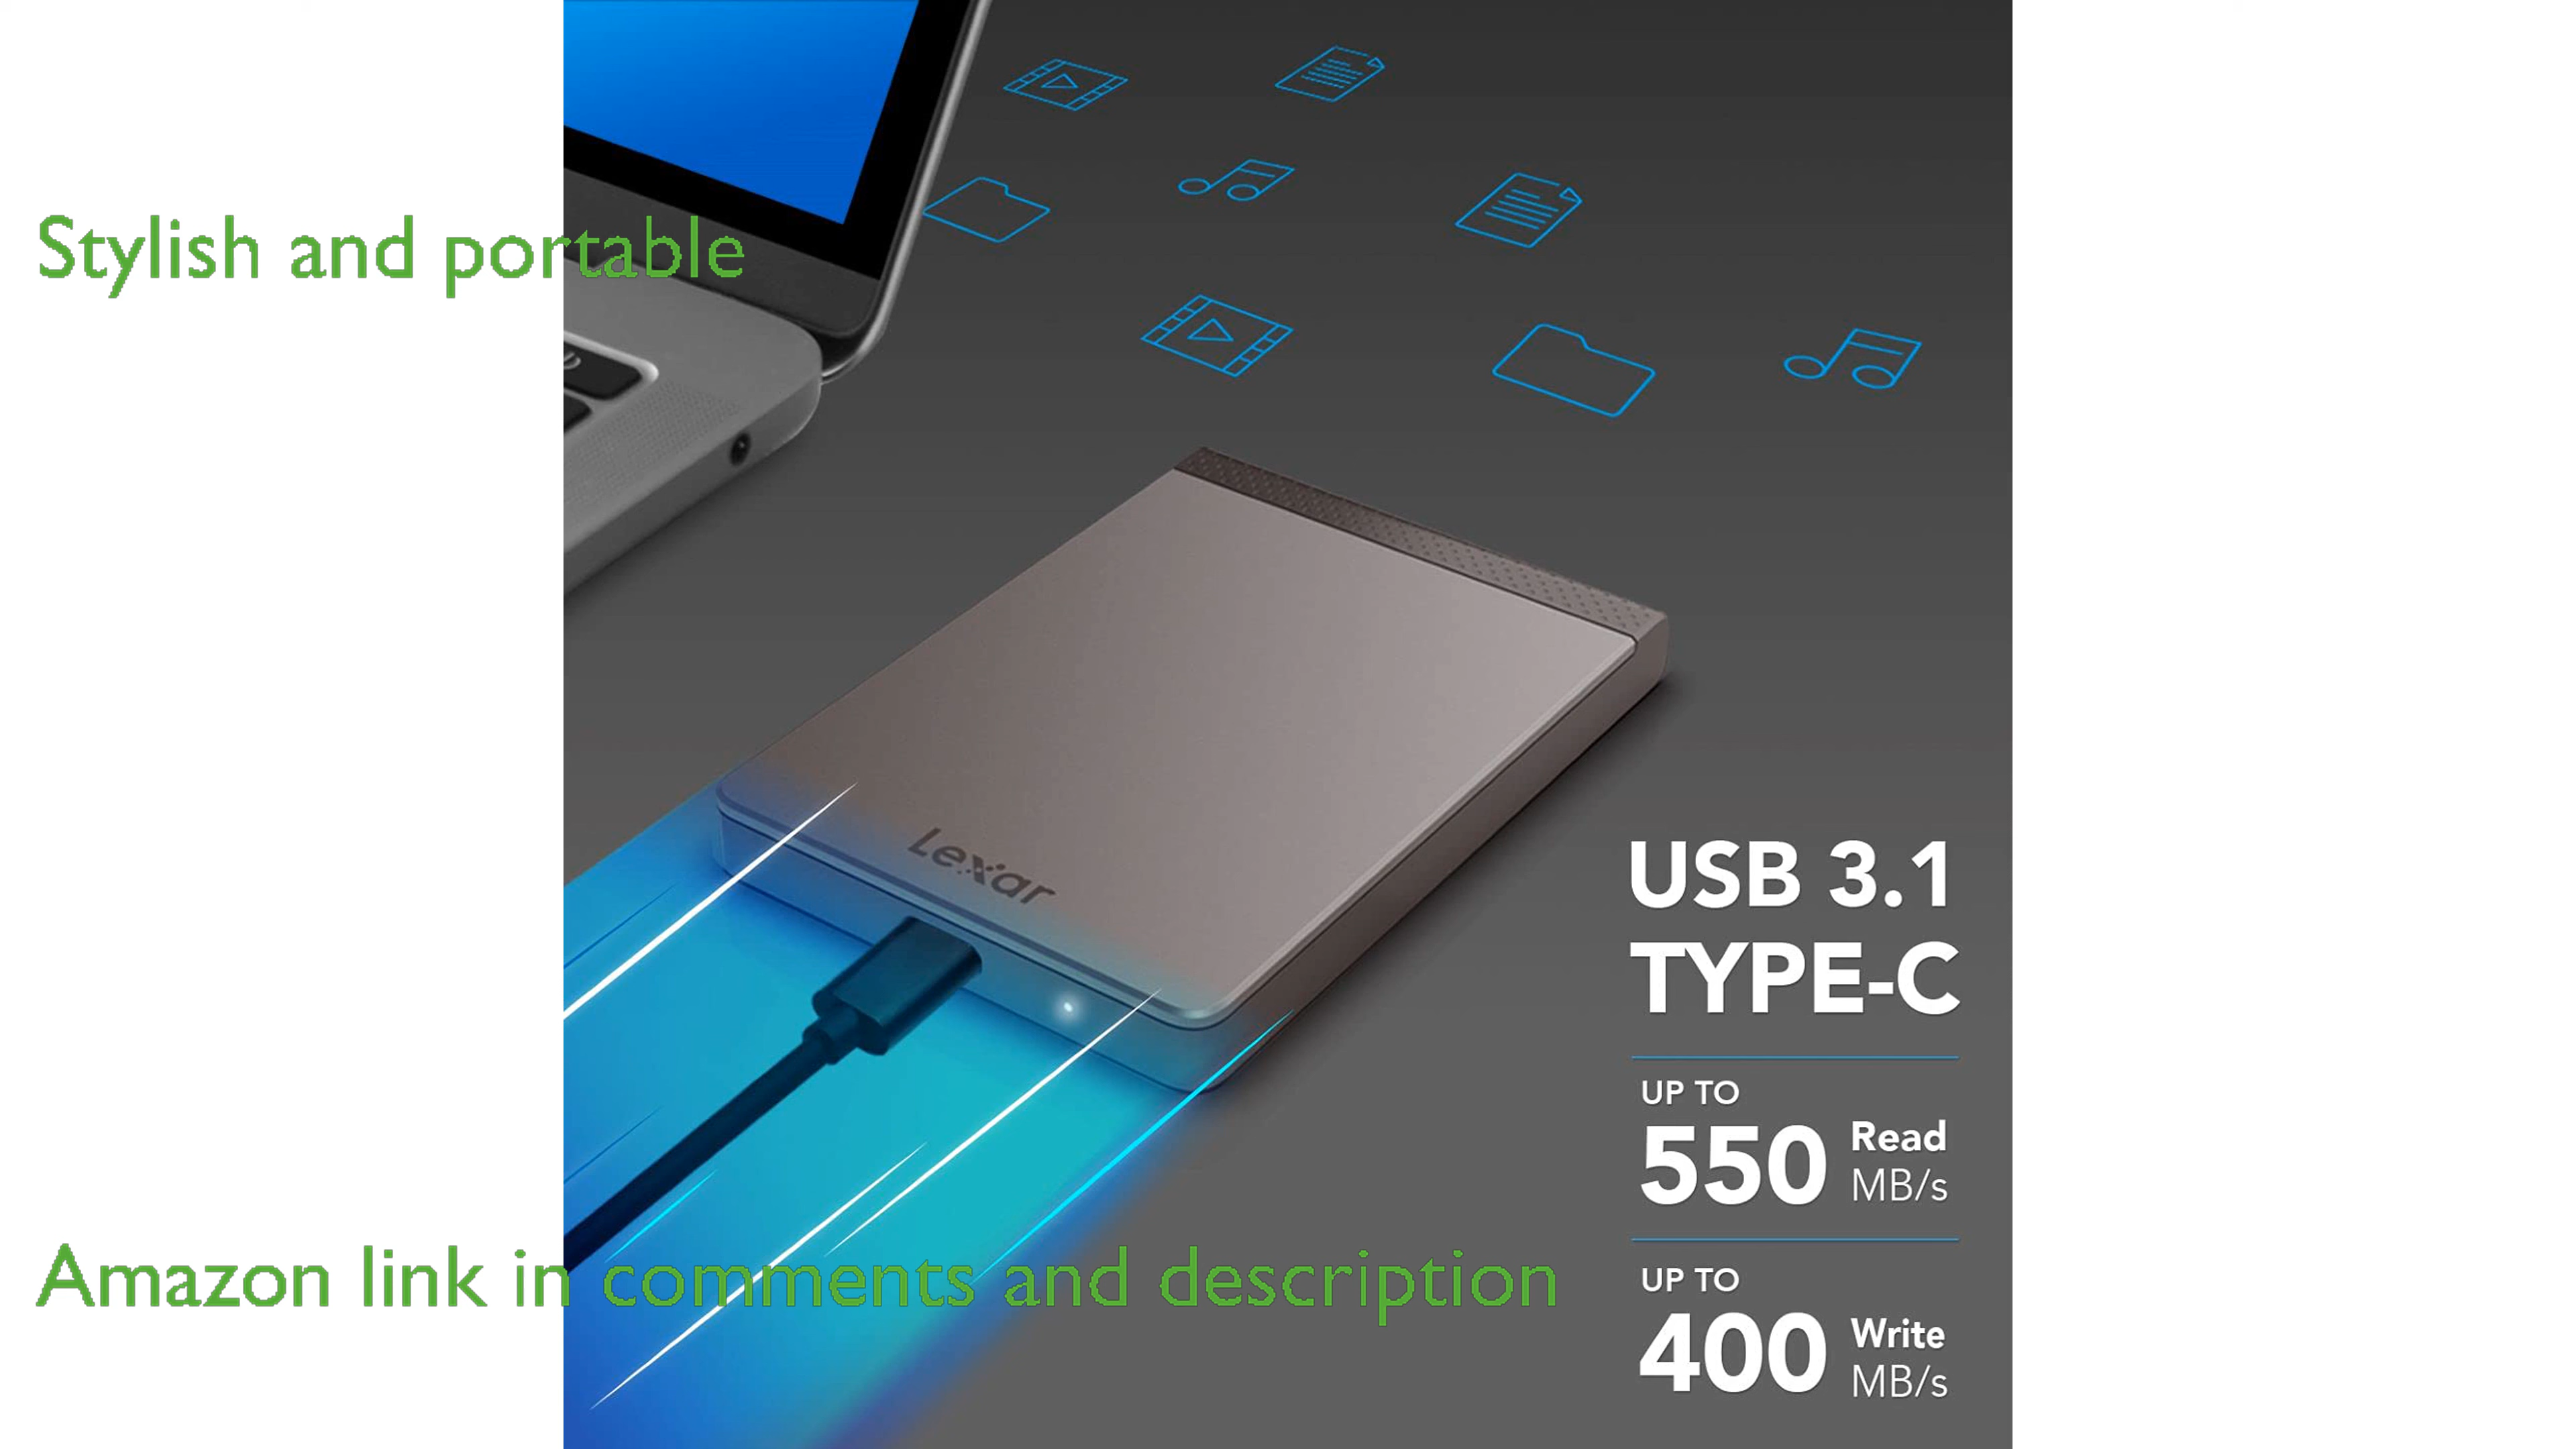 Stylish and portable
Lexar
USB 3.1
TYPE-C
UP TO
550 Read
MB/s
UP TO
400 Write
MB/s
Amazon link in comments and description